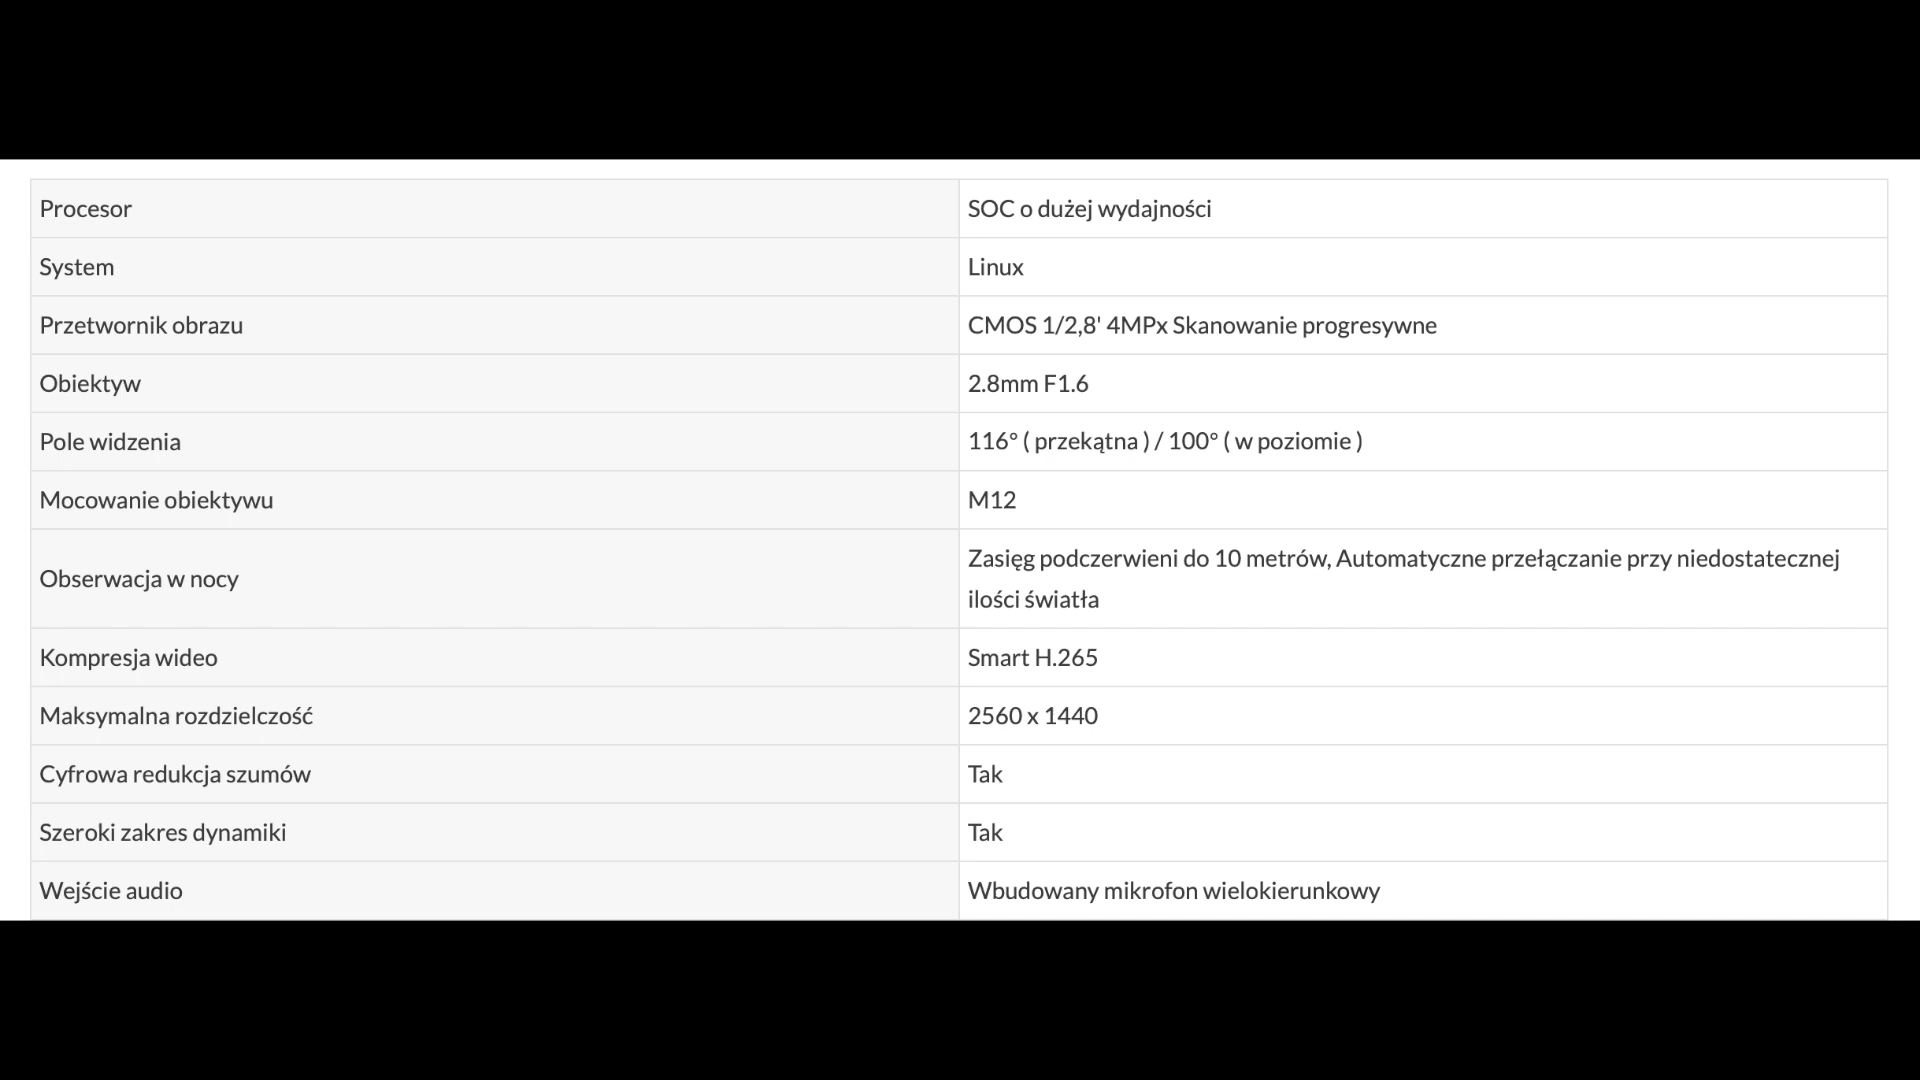 Procesor
SOC o dużej wydajności
System
Linux
Przetwornik obrazu
CMOS 1/2,8' 4MPx Skanowanie progresywne
Obiektyw
2.8mm F1.6
Pole widzenia
116° ( przekątna ) / 100° ( w poziomie )
Mocowanie obiektywu
M12
Obserwacja w nocy
Zasięg podczerwieni do 10 metrów, Automatyczne przełączanie przy niedostatecznej
ilości światła
Kompresja wideo
Smart H.265
Maksymalna rozdzielczość
2560 x 1440
Cyfrowa redukcja szumów
Tak
Szeroki zakres dynamiki
Tak
Wejście audio
Wbudowany mikrofon wielokierunkowy